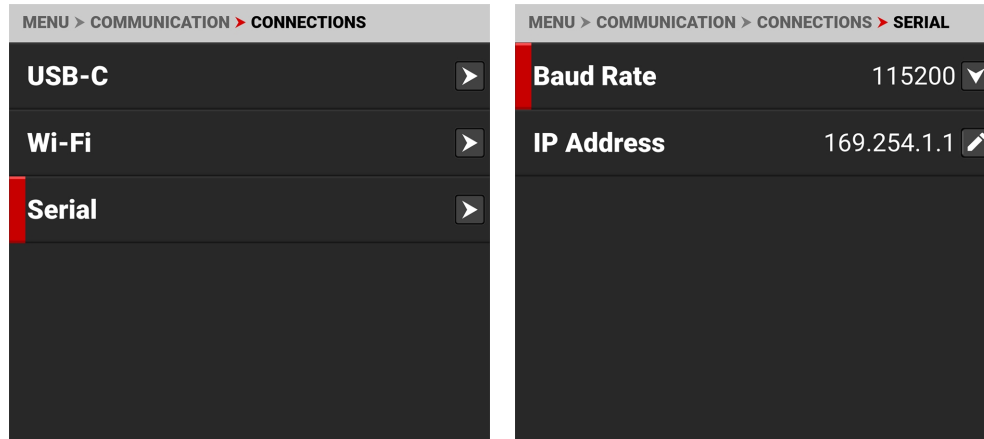 MENU > COMMUNICATION > CONNECTIONS
USB-C
Wi-Fi
Serial
MENU > COMMUNICATION > CONNECTIONS > SERIAL
Baud Rate 115200
IP Address 169.254.1.1